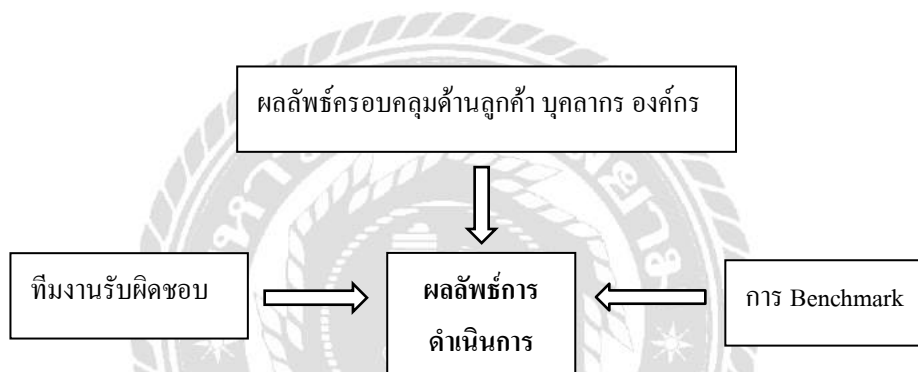 ผลลัพธ์ครอบคลุมด้านลูกค้า บุคลากร องค์กร
ทีมงานรับผิดชอบ
ผลลัพธ์การ
ดำเนินการ
การ Benchmark